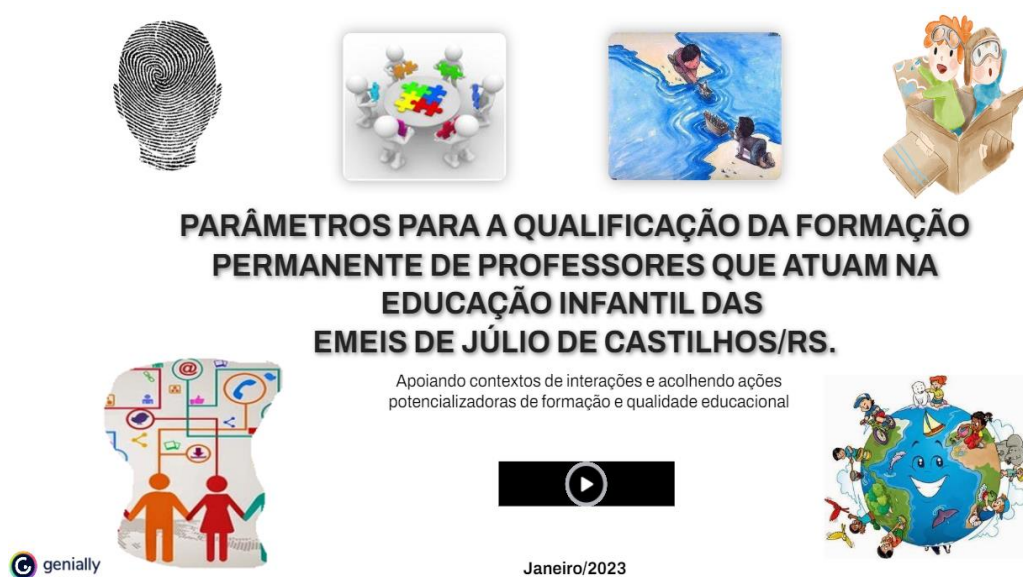 PARÂMETROS PARA A QUALIFICAÇÃO DA FORMAÇÃO
PERMANENTE DE PROFESSORES QUE ATUAM NA
EDUCAÇÃO INFANTIL DAS
EMEIS DE JÚLIO DE CASTILHOS/RS.
Apoiando contextos de interações e acolhendo ações
potencializadoras de formação e qualidade educacional
@
genially
Janeiro/2023